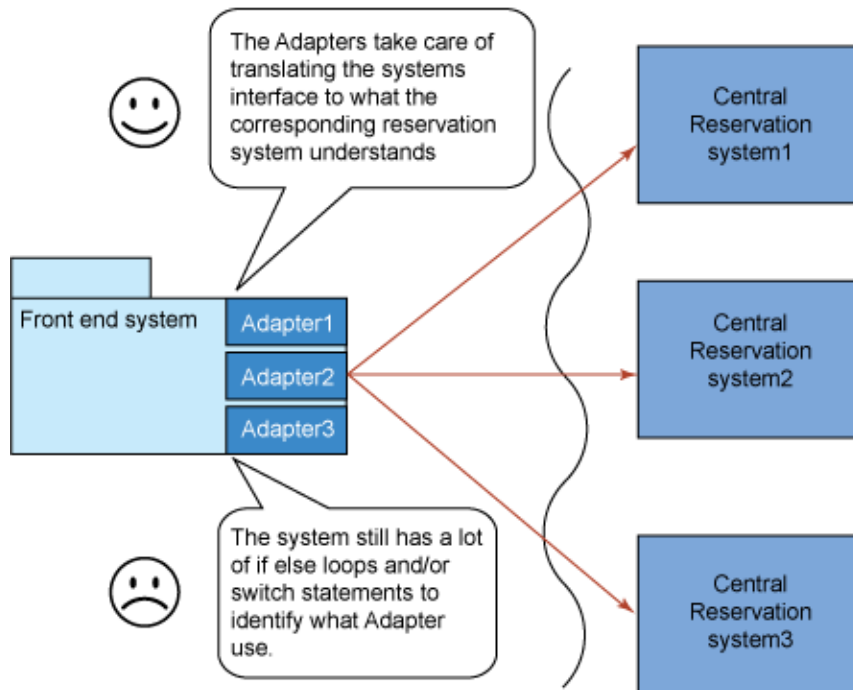 The Adapters take care of
translating the systems
interface to what the
corresponding reservation
system understands
Central
Reservation
system1
Front end system
Adapter1
Adapter2
Adapter3
Central
Reservation
system2
The system still has a lot
of if else loops and/or
switch statements to
identify what Adapter
use.
Central
Reservation
system3